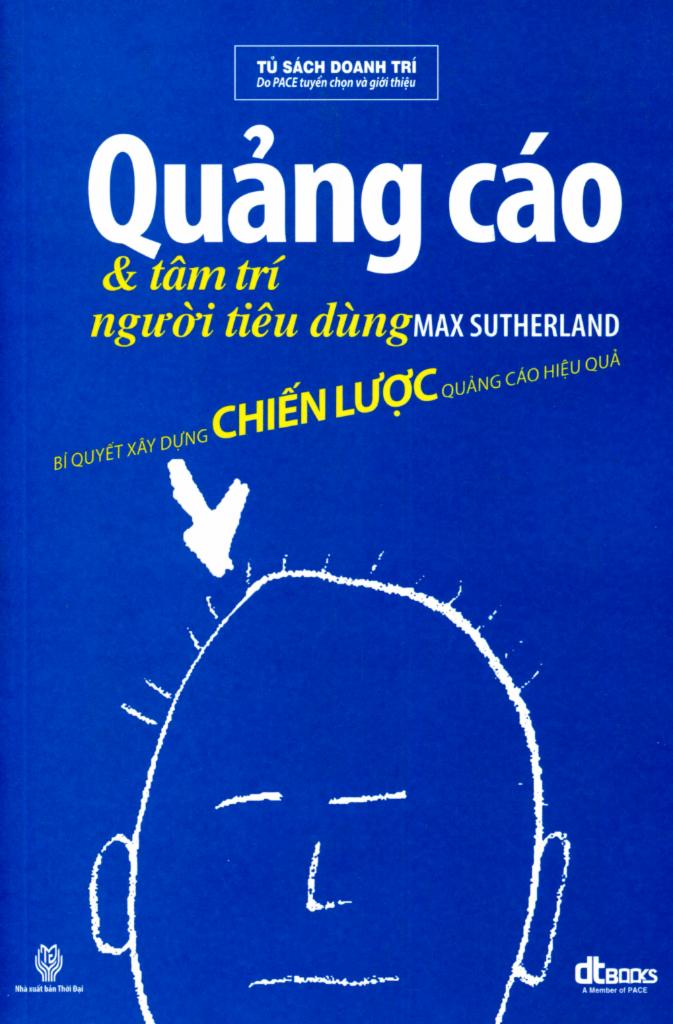 TỦ SÁCH DOANH TRÍ
Do PACE tuyển chọn và giới thiệu
Quảng cáo
& tâm trí
người tiêu dùng MAX SUTHERLAND
BÍ QUYẾT XÂY DỰNG CHIẾN LƯỢC QUẢNG CÁO HIỆU QUẢ
Nhà xuất bản Thời Đại
dtBOOKS
A Member of PACE